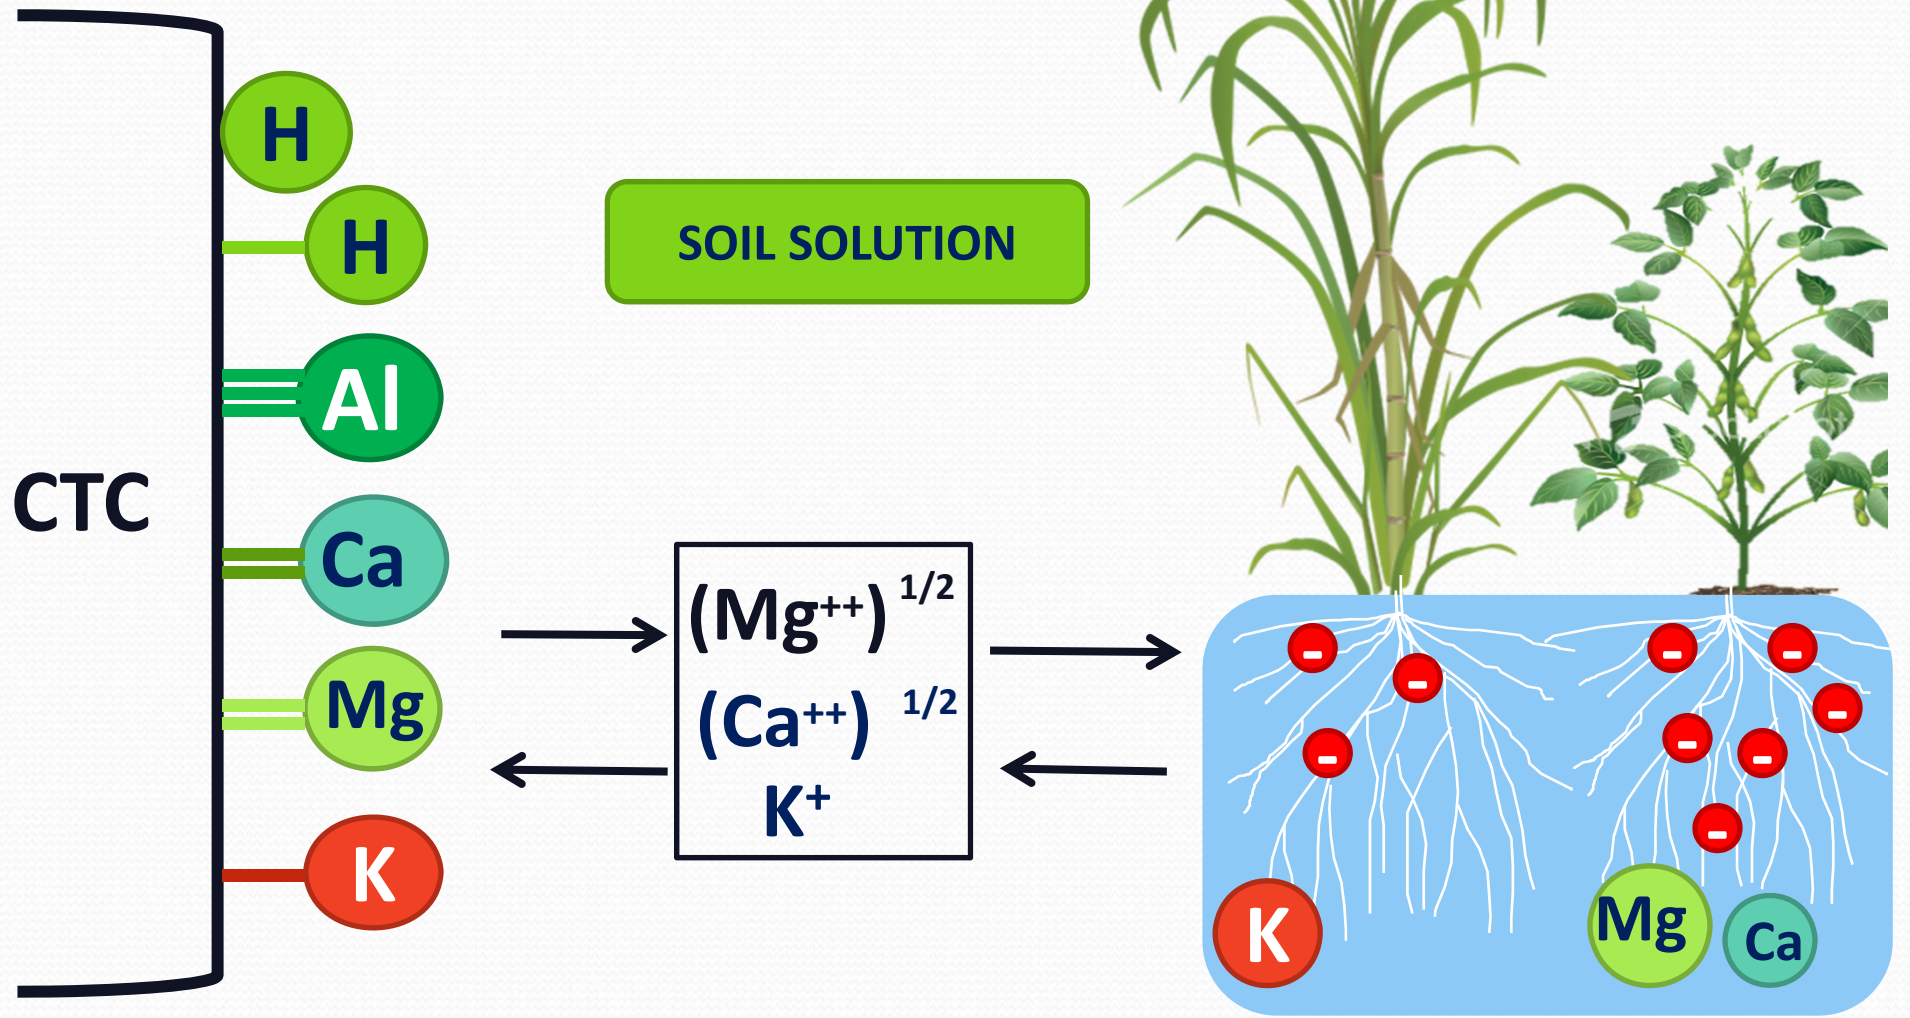 CTC
H
H
Al
Ca
Mg
K
SOIL SOLUTION
(Mg⁺⁺) 1/2
(Ca⁺⁺) 1/2
K⁺
-
-
-
-
-
-
-
-
-
K
Mg
Ca